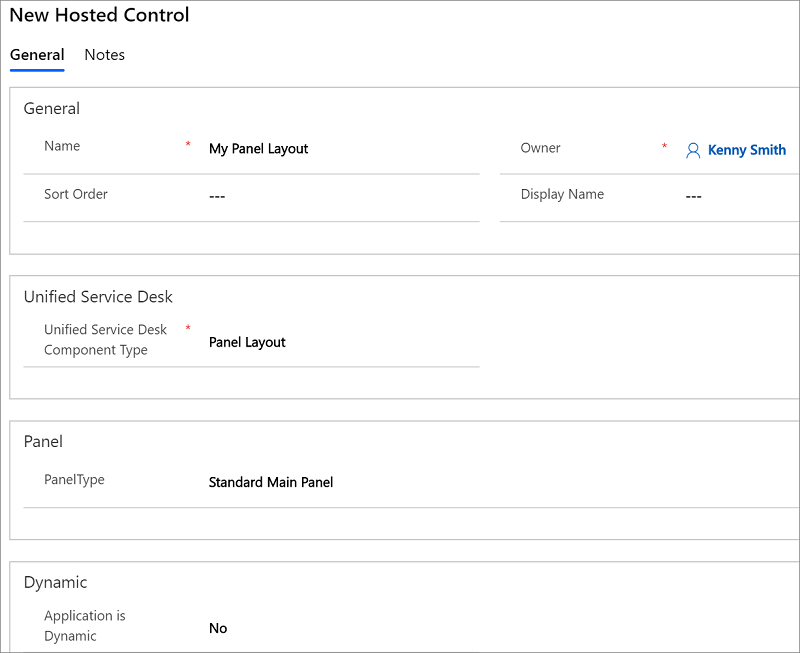 New Hosted Control
General Notes
General
Name * My Panel Layout Owner * Kenny Smith
Sort Order --- Display Name ---
Unified Service Desk
Unified Service Desk *
Component Type Panel Layout
Panel
PanelType Standard Main Panel
Dynamic
Application is
Dynamic No